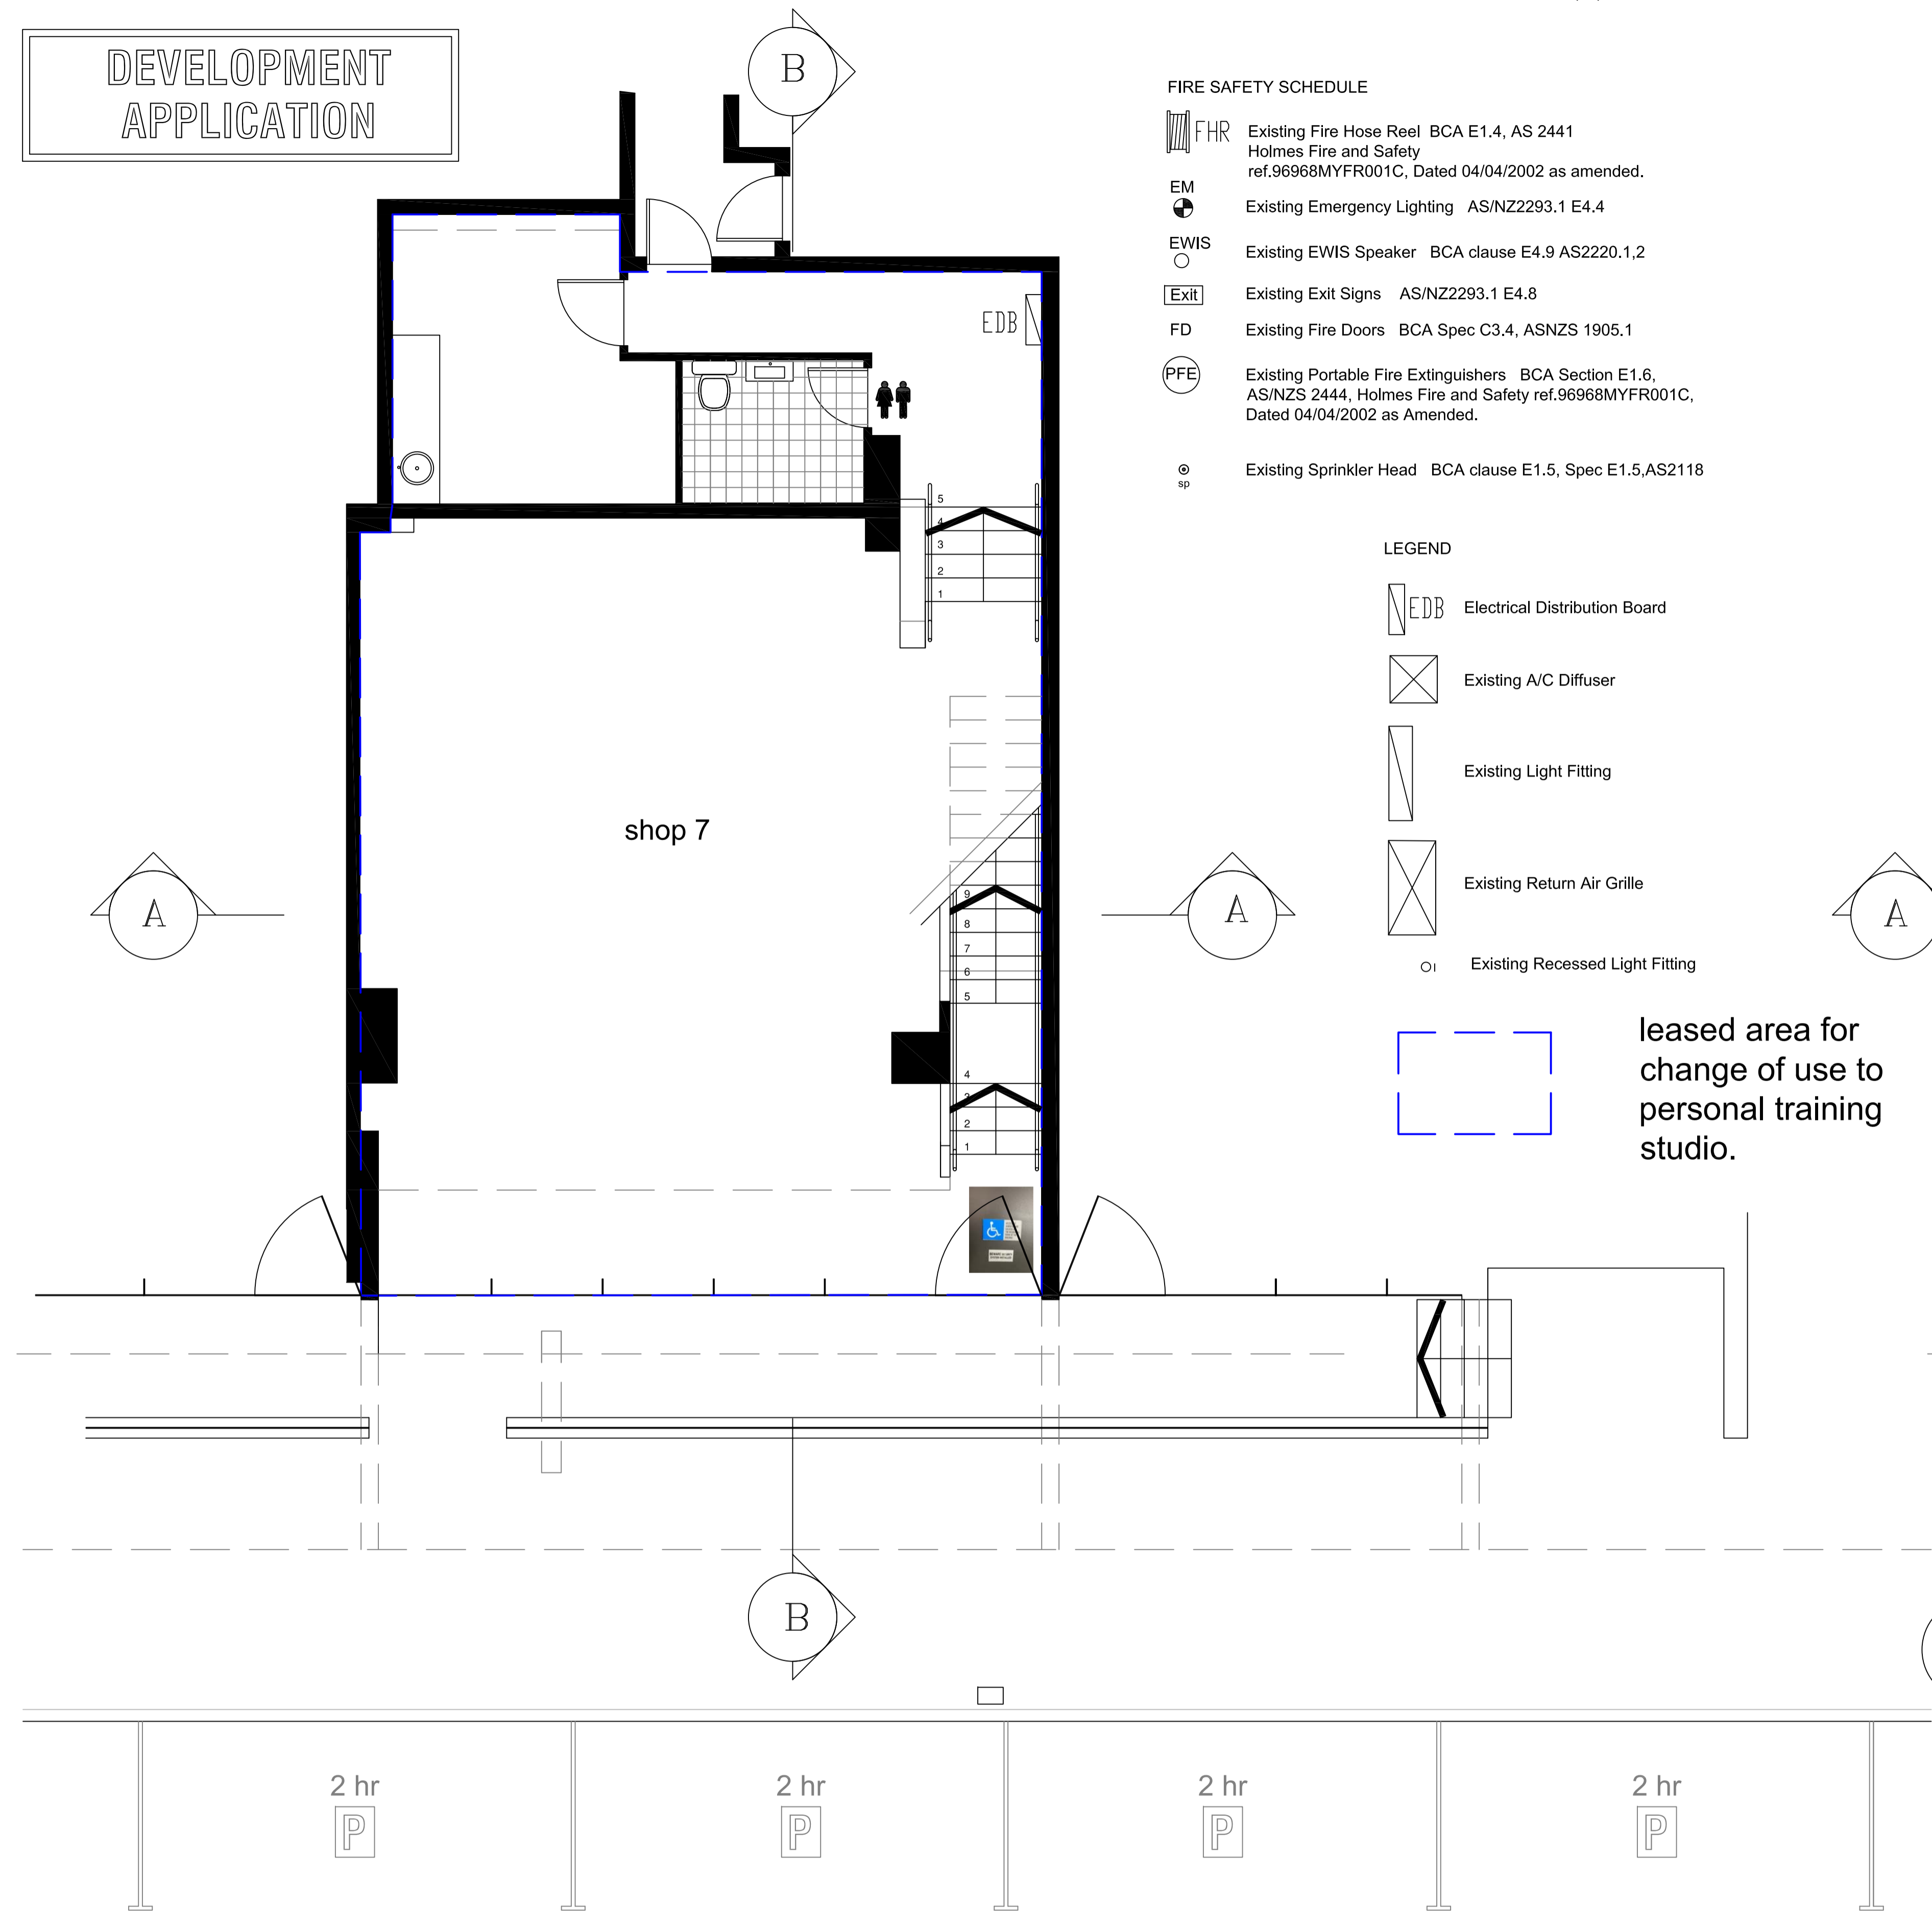 DEVELOPMENT
APPLICATION
B
FIRE SAFETY SCHEDULE
FHR Existing Fire Hose Reel BCA E1.4, AS 2441
Holmes Fire and Safety
ref.96968MYFR001C, Dated 04/04/2002 as amended.
EM
Existing Emergency Lighting AS/NZ2293.1 E4.4
EWIS
Existing EWIS Speaker BCA clause E4.9 AS2220.1,2
Exit Existing Exit Signs AS/NZ2293.1 E4.8
FD Existing Fire Doors BCA Spec C3.4, ASNZS 1905.1
PFE Existing Portable Fire Extinguishers BCA Section E1.6,
AS/NZS 2444, Holmes Fire and Safety ref.96968MYFR001C,
Dated 04/04/2002 as Amended.
Existing Sprinkler Head BCA clause E1.5, Spec E1.5,AS2118
sp
EDB
5
4
3
2
1
LEGEND
EDB Electrical Distribution Board
Existing A/C Diffuser
Existing Light Fitting
Existing Return Air Grille
Existing Recessed Light Fitting
shop 7
A
A
A
9
8
7
6
5
4
3
2
1
leased area for
change of use to
personal training
studio.
B
2 hr
P
2 hr
P
2 hr
P
2 hr
P